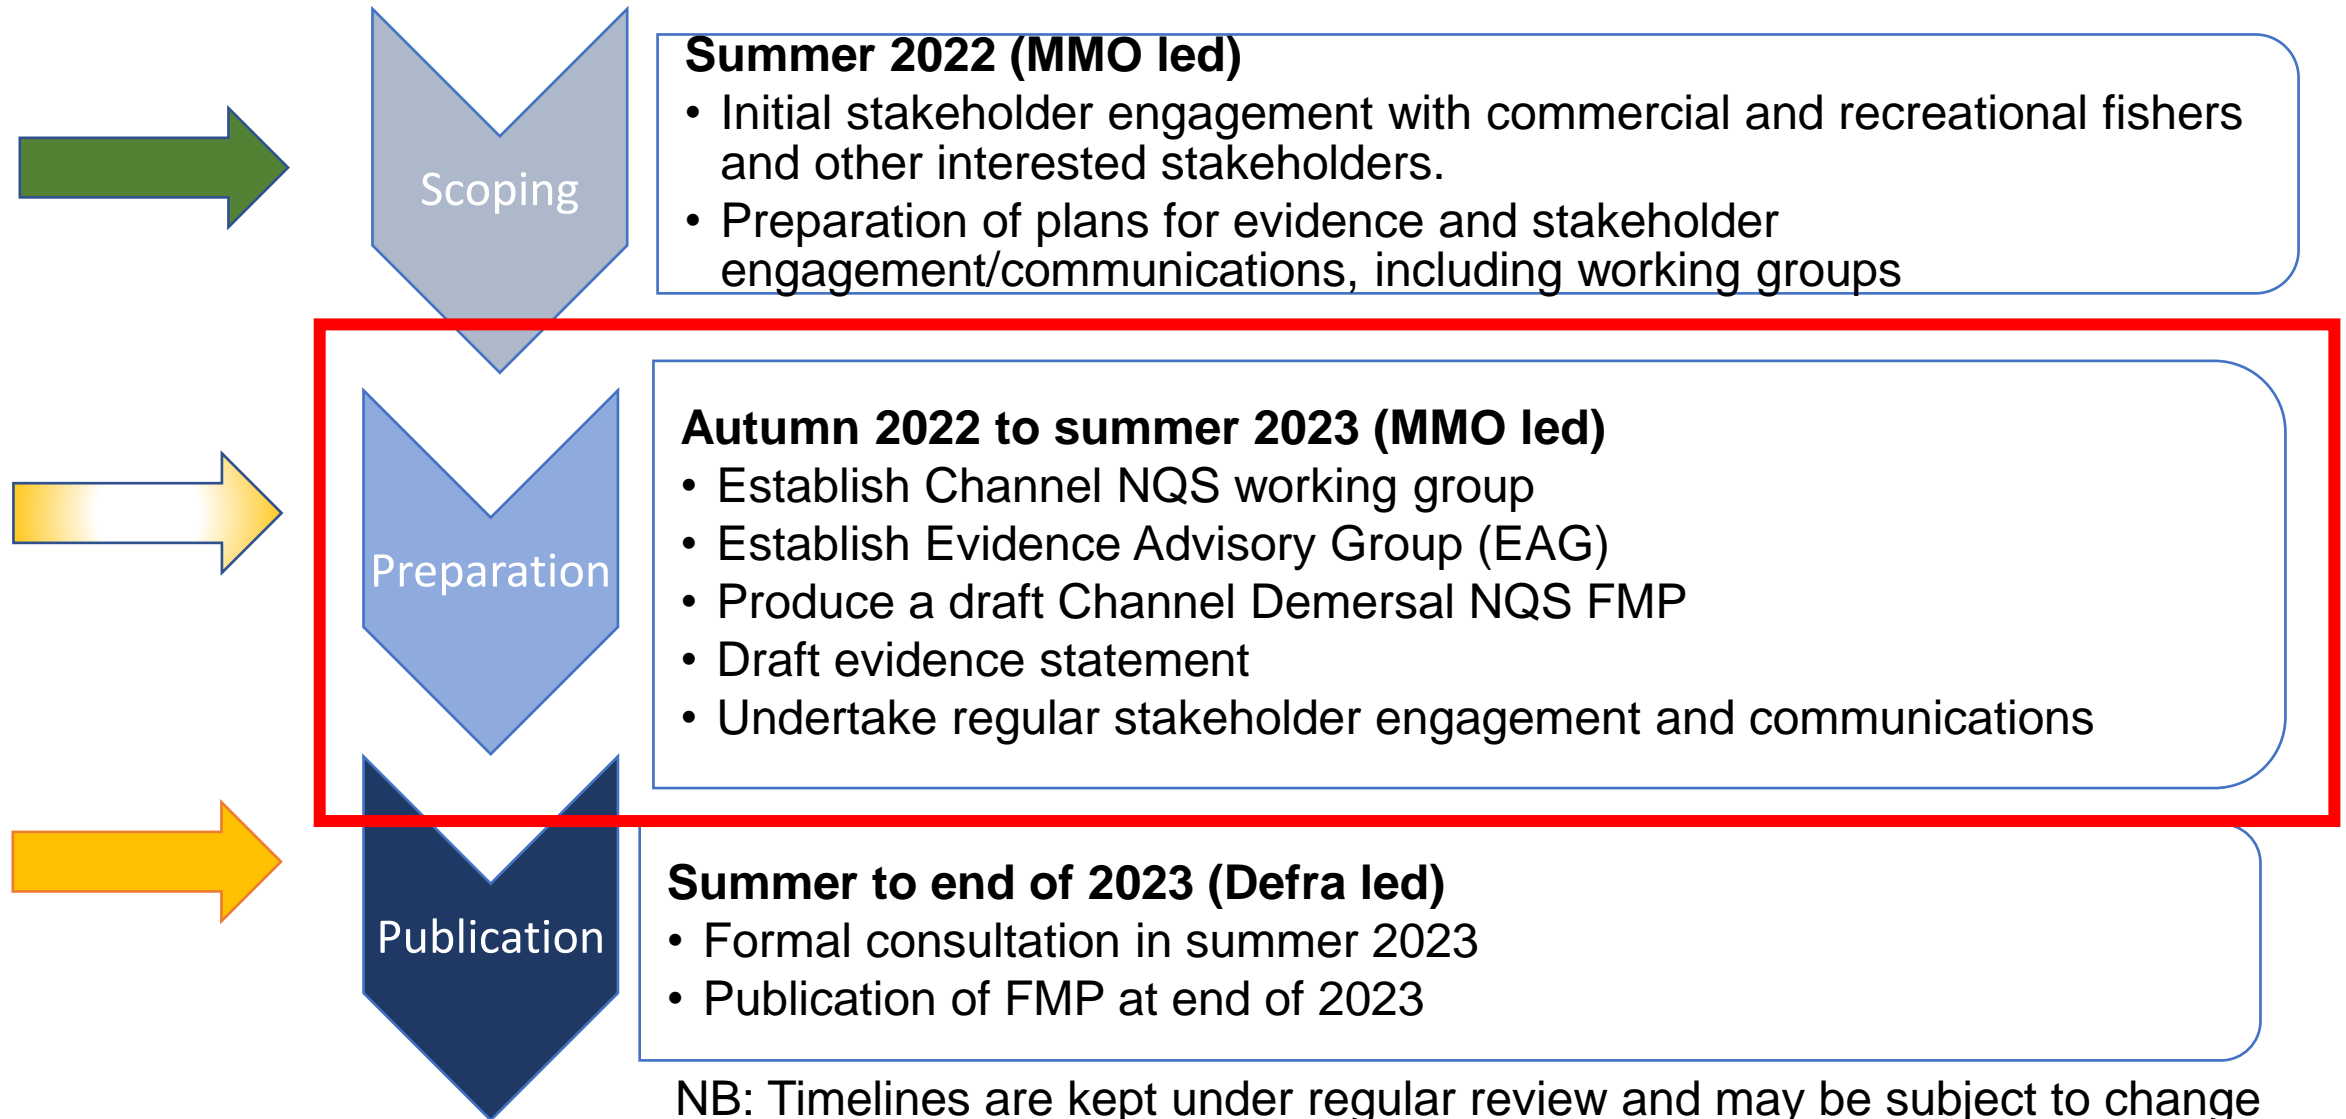 Scoping
Summer 2022 (MMO led)
• Initial stakeholder engagement with commercial and recreational fishers
and other interested stakeholders.
• Preparation of plans for evidence and stakeholder
engagement/communications, including working groups
Preparation
Autumn 2022 to summer 2023 (MMO led)
• Establish Channel NQS working group
• Establish Evidence Advisory Group (EAG)
• Produce a draft Channel Demersal NQS FMP
• Draft evidence statement
• Undertake regular stakeholder engagement and communications
Publication
Summer to end of 2023 (Defra led)
• Formal consultation in summer 2023
• Publication of FMP at end of 2023
NB: Timelines are kept under regular review and may be subject to change